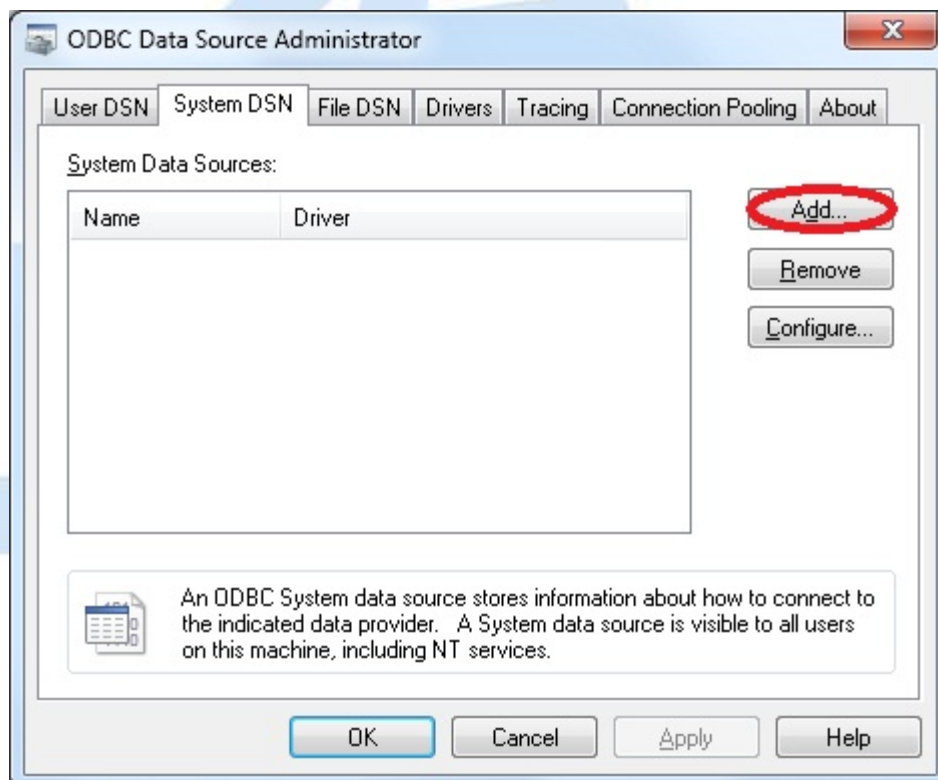 ODBC Data Source Administrator
User DSN
System DSN
File DSN
Drivers
Tracing
Connection Pooling
About
System Data Sources:
Name
Driver
Add...
Remove
Configure...
An ODBC System data source stores information about how to connect to
the indicated data provider. A System data source is visible to all users
on this machine, including NT services.
OK
Cancel
Apply
Help